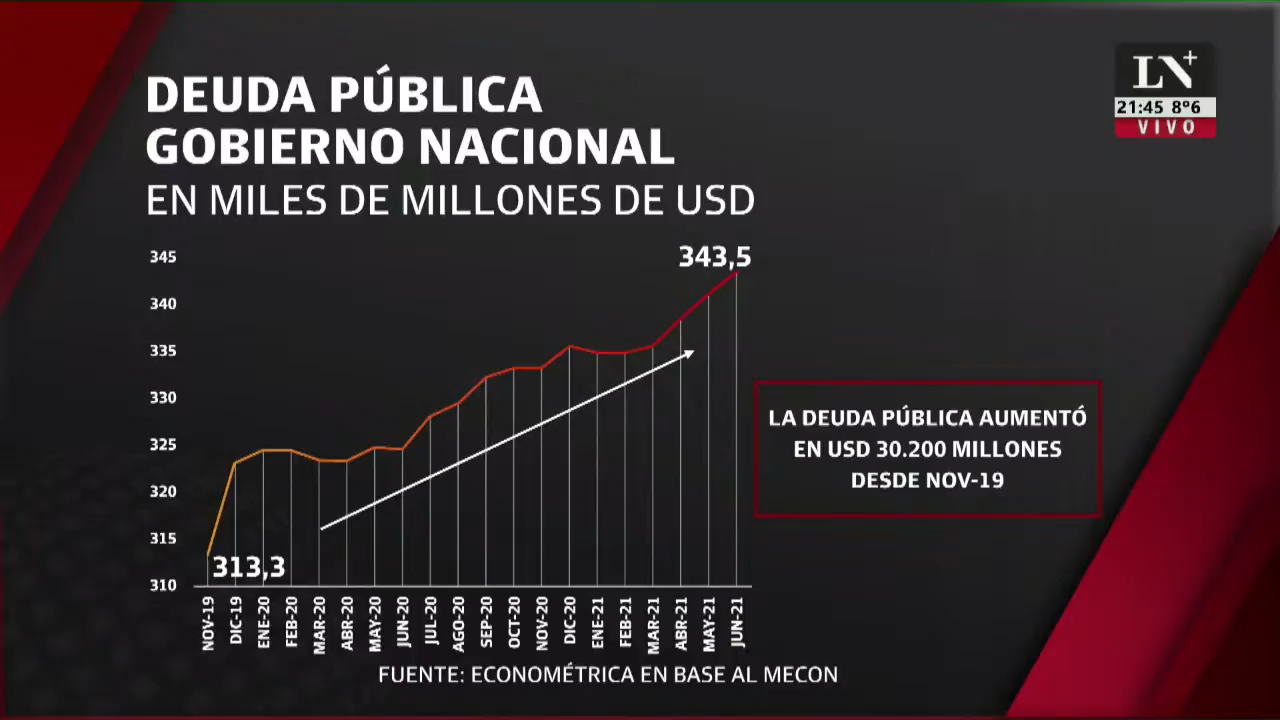 DEUDA PÚBLICA
GOBIERNO NACIONAL
EN MILES DE MILLONES DE USD
LN+
21:45 8°6
VIVO
345
340
335
330
325
320
315
310
343,5
313,3
NOV-19
DIC-19
ENE-20
FEB-20
MAR-20
ABR-20
MAY-20
JUN-20
JUL-20
AGO-20
SEP-20
OCT-20
NOV-20
DIC-20
ENE-21
FEB-21
MAR-21
ABR-21
MAY-21
JUN-21
LA DEUDA PÚBLICA AUMENTÓ
EN USD 30.200 MILLONES
DESDE NOV-19
FUENTE: ECONOMÉTRICA EN BASE AL MECON